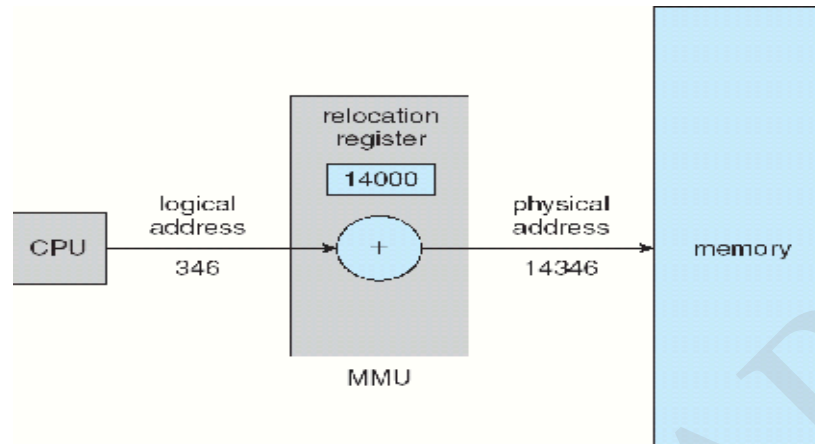 relocation
register
14000
logical
address
physical
address
CPU
+
memory
346
14346
MMU